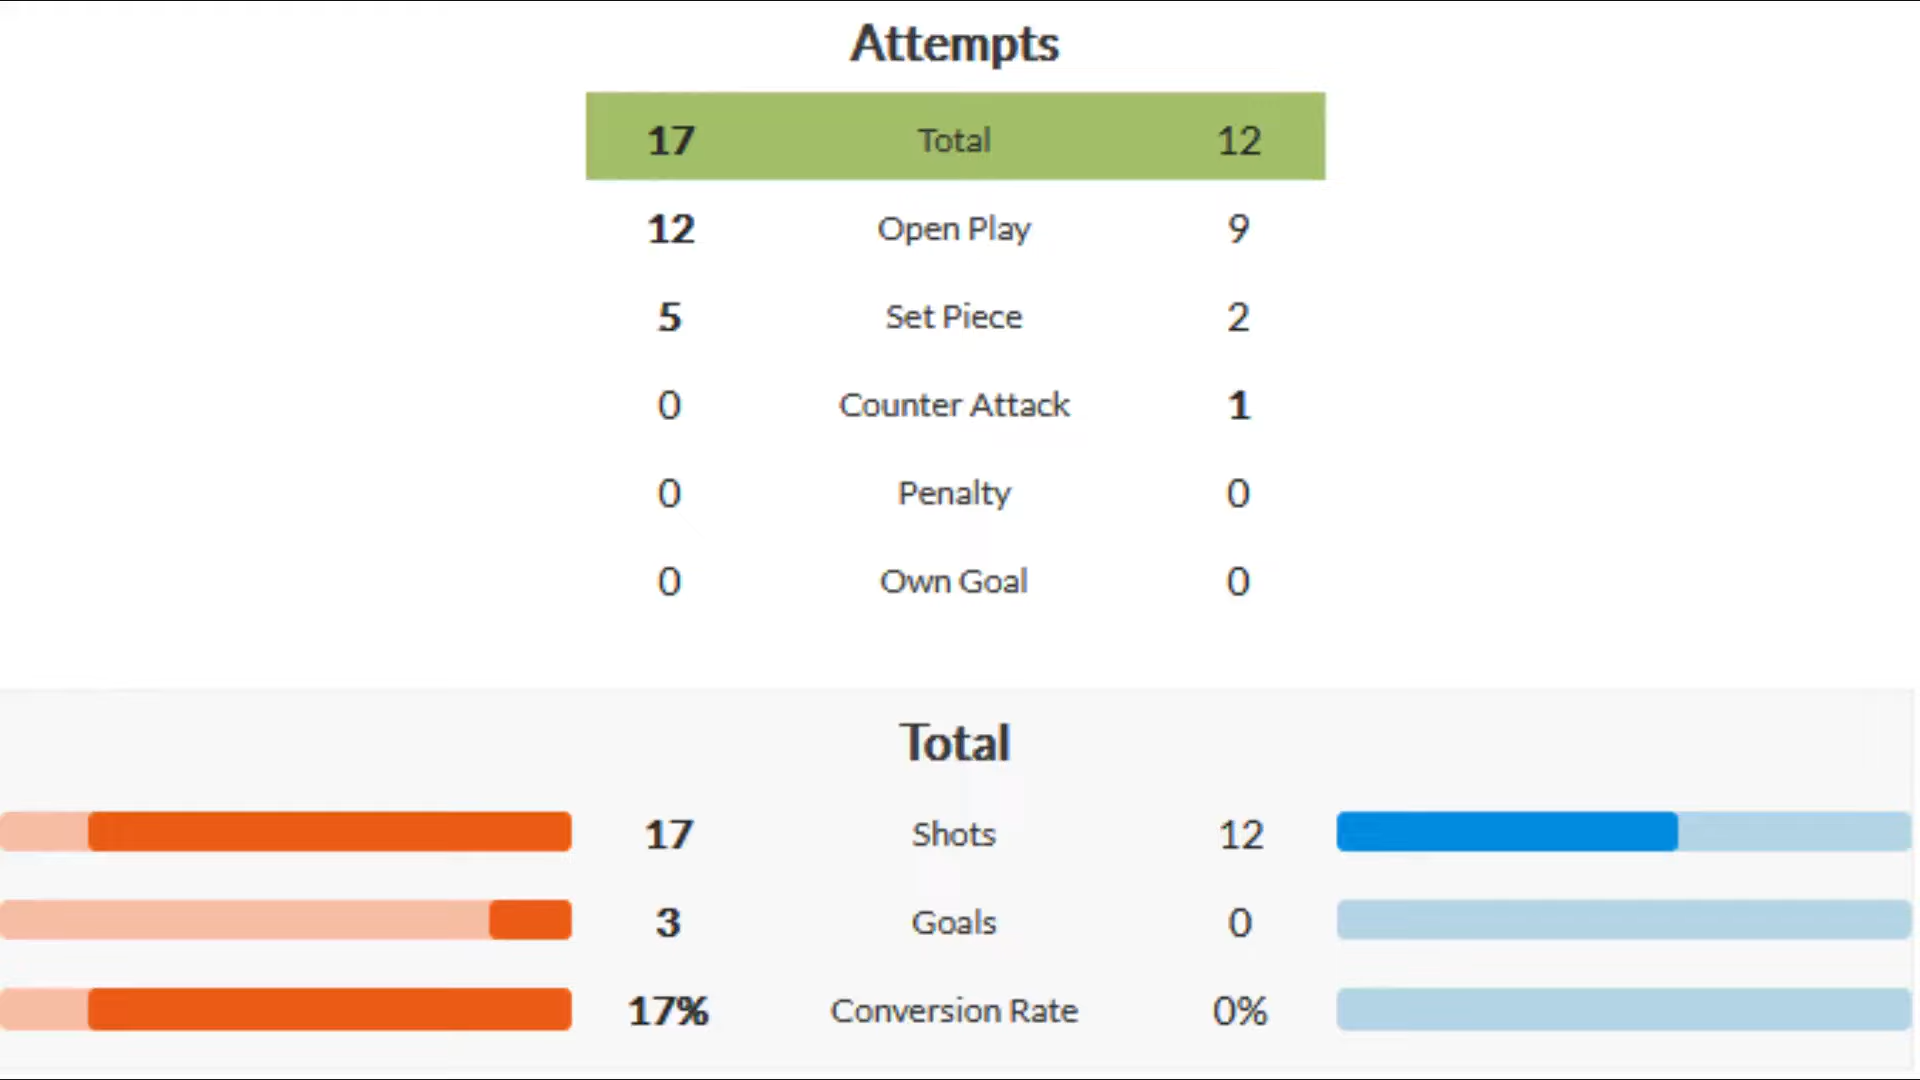 Attempts
17 Total 12
12 Open Play 9
5 Set Piece 2
0 Counter Attack 1
0 Penalty 0
0 Own Goal 0
Total
17 Shots 12
3 Goals 0
17% Conversion Rate 0%